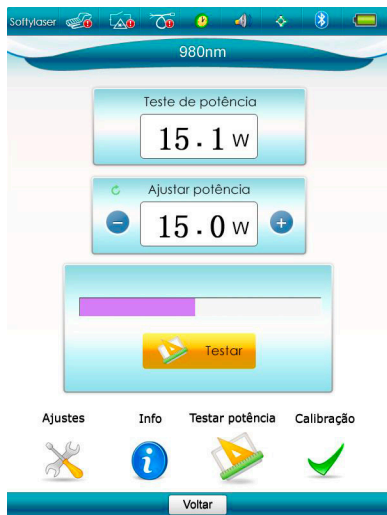 Softylaser
980nm
Teste de potência
15.1 W
Ajustar potência
15.0 W
Testar
Ajustes Info Testar potência Calibração
Voltar